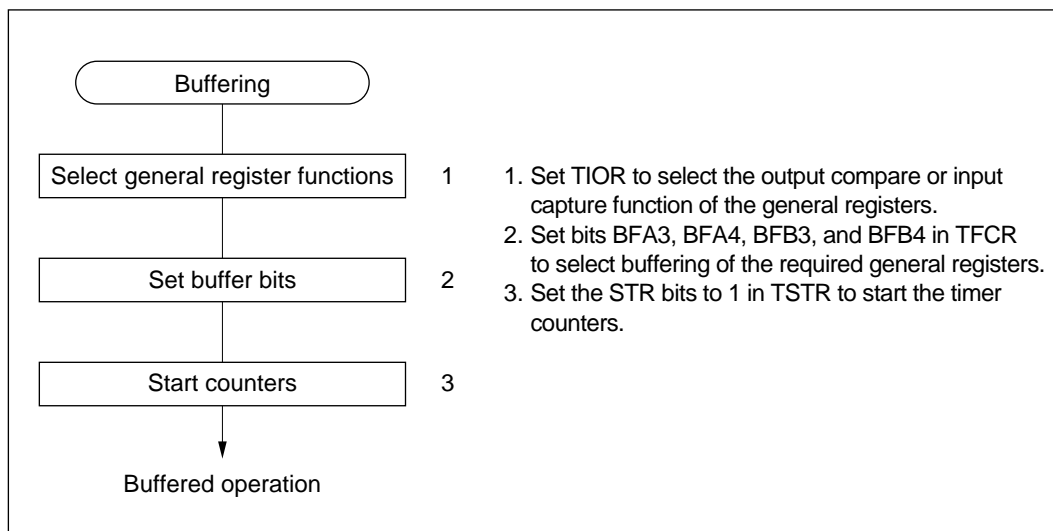 Buffering
Select general register functions 1
Set buffer bits 2
Start counters 3
Buffered operation
1. Set TIOR to select the output compare or input
capture function of the general registers.
2. Set bits BFA3, BFA4, BFB3, and BFB4 in TFCR
to select buffering of the required general registers.
3. Set the STR bits to 1 in TSTR to start the timer
counters.